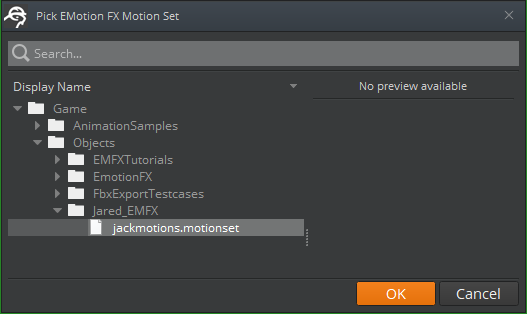 Pick EMotion FX Motion Set
Search...
Display Name
No preview available
Game
AnimationSamples
Objects
EMFXTutorials
EmotionFX
FbxExportTestcases
Jared_EMFX
jackmotions.motionset
OK
Cancel